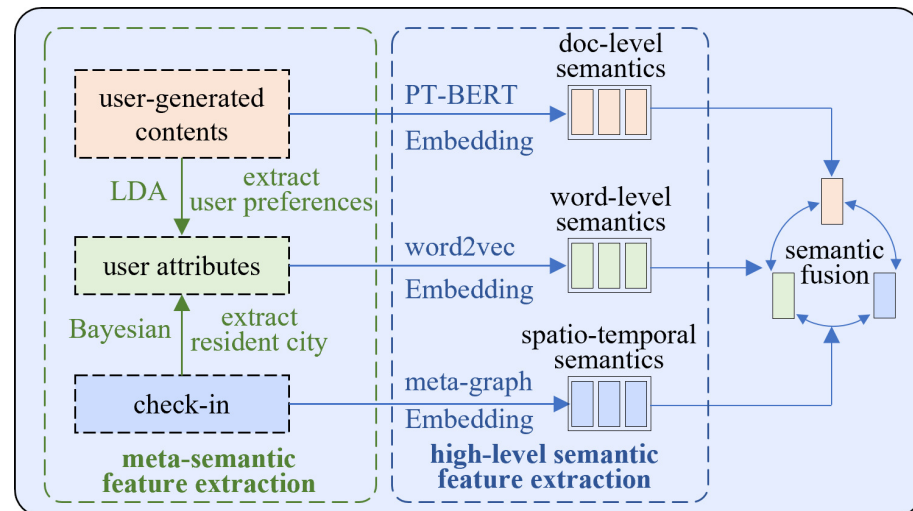 user-generated
contents
LDA
extract
user preferences
user attributes
Bayesian
extract
resident city
check-in
meta-semantic
feature extraction
PT-BERT
Embedding
word2vec
Embedding
meta-graph
Embedding
doc-level
semantics
word-level
semantics
spatio-temporal
semantics
high-level semantic
feature extraction
semantic
fusion